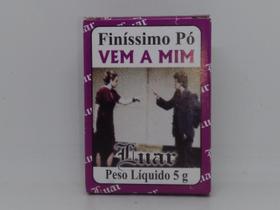 Finíssimo Pó
VEM A MIM
Luar
Peso Líquido 5 g